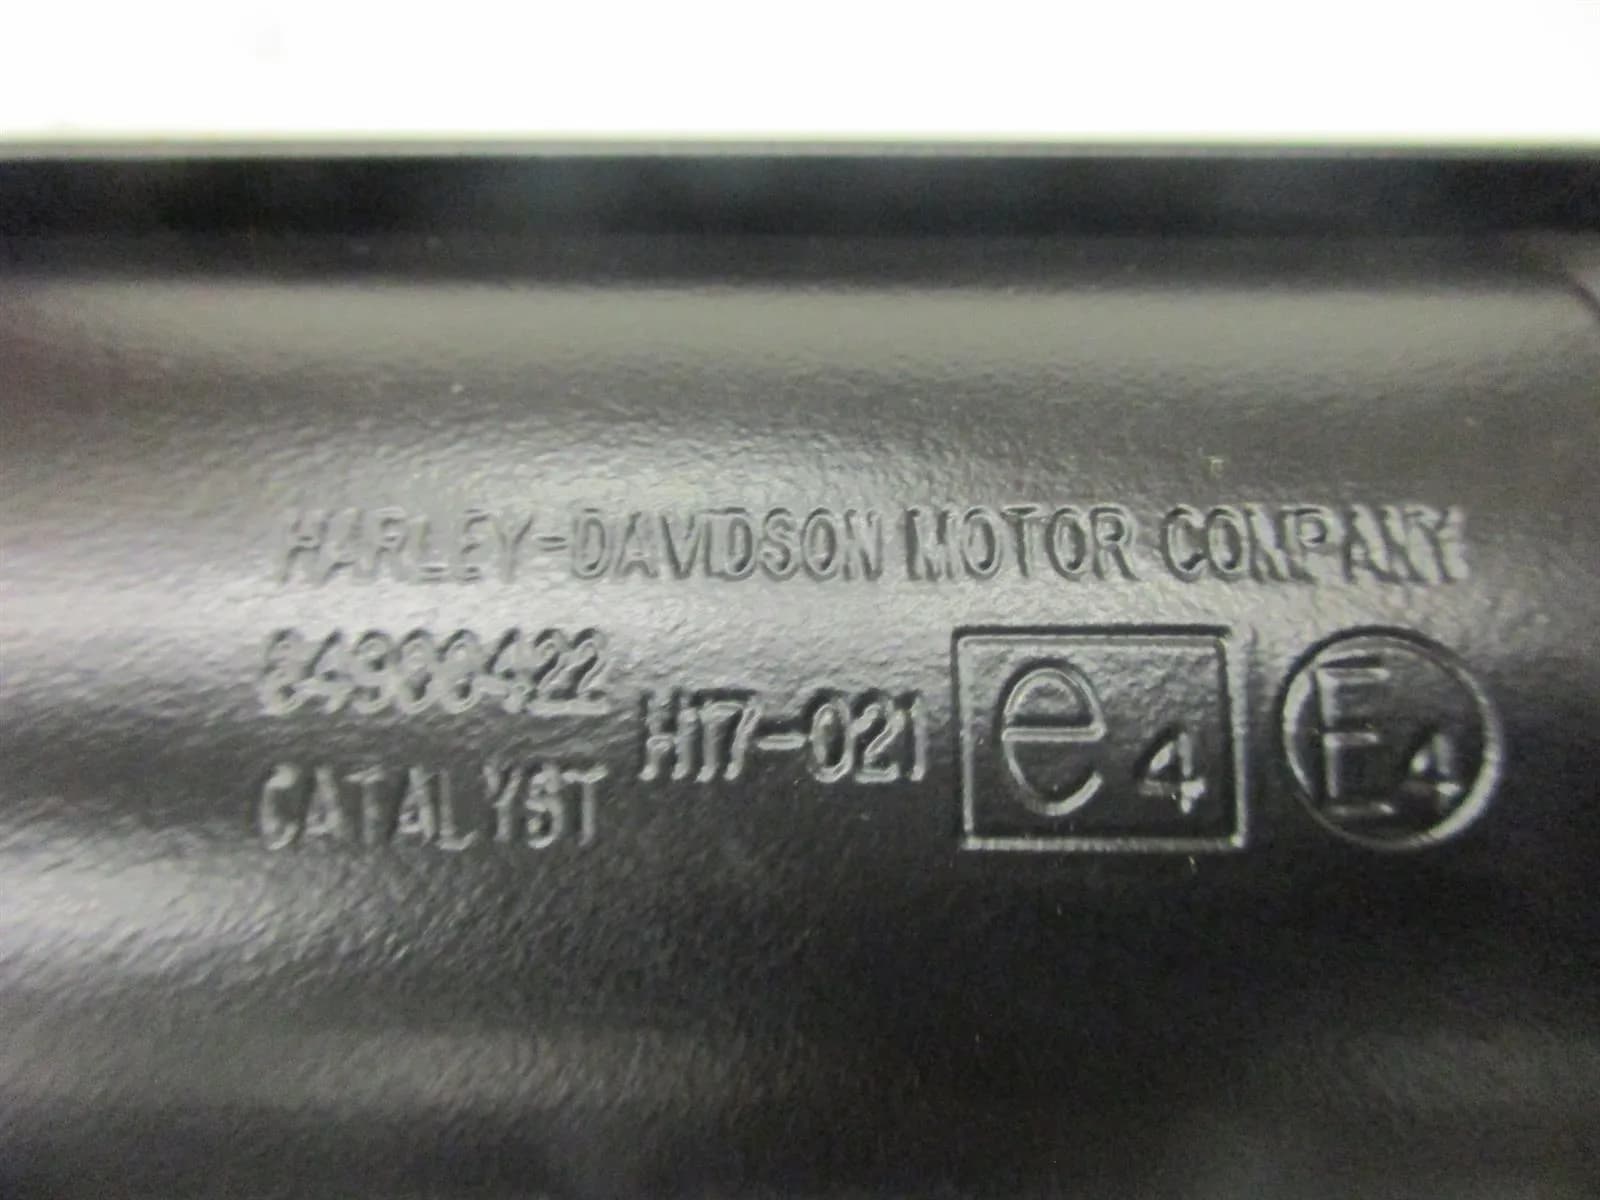 HARLEY-DAVIDSON MOTOR COMPANY
64900422
CATALYST
H17-021
e4
E4